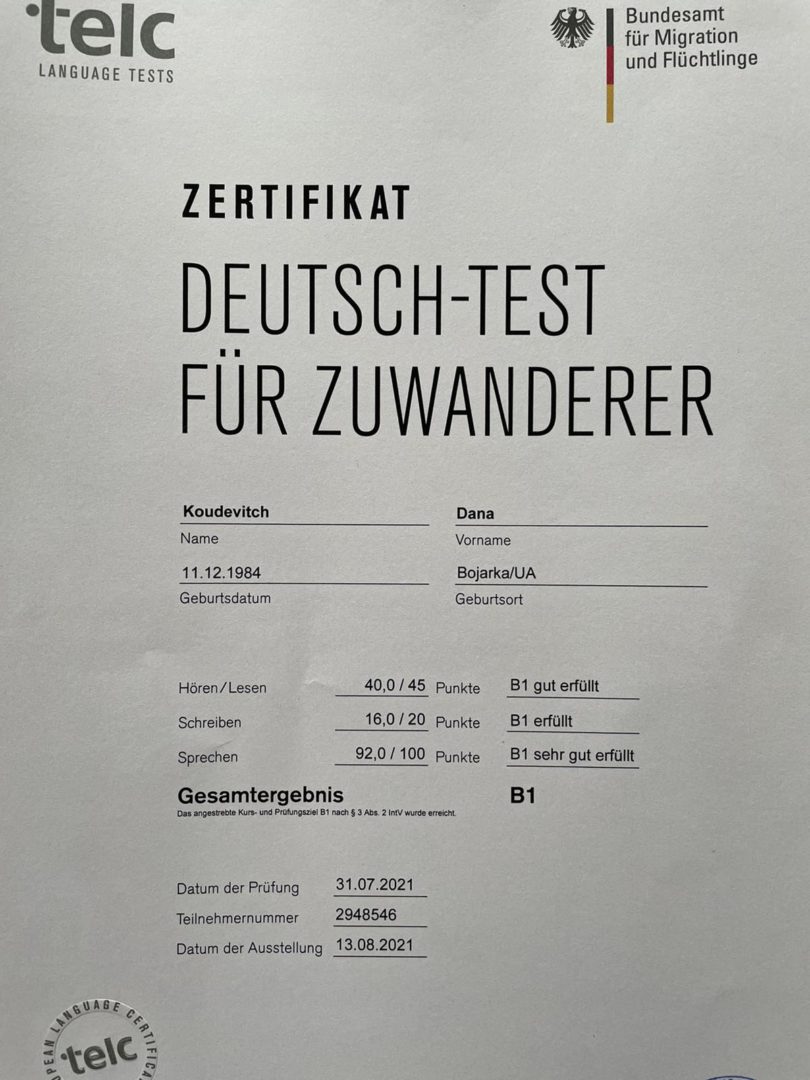 telc
LANGUAGE TESTS
Bundesamt
für Migration
und Flüchtlinge
ZERTIFIKAT
DEUTSCH-TEST
FÜR ZUWANDERER
Koudevitch
Dana
Name
Vorname
11.12.1984
Bojarka/UA
Geburtsdatum
Geburtsort
Hören/Lesen 40,0 / 45 Punkte B1 gut erfüllt
Schreiben 16,0 / 20 Punkte B1 erfüllt
Sprechen 92,0 / 100 Punkte B1 sehr gut erfüllt
Gesamtergebnis B1
Das angestrebte Kurs- und Prüfungsziel B1 nach § 3 Abs. 2 IntV wurde erreicht.
Datum der Prüfung 31.07.2021
Teilnehmernummer 2948546
Datum der Ausstellung 13.08.2021
LANGUAGE
telc